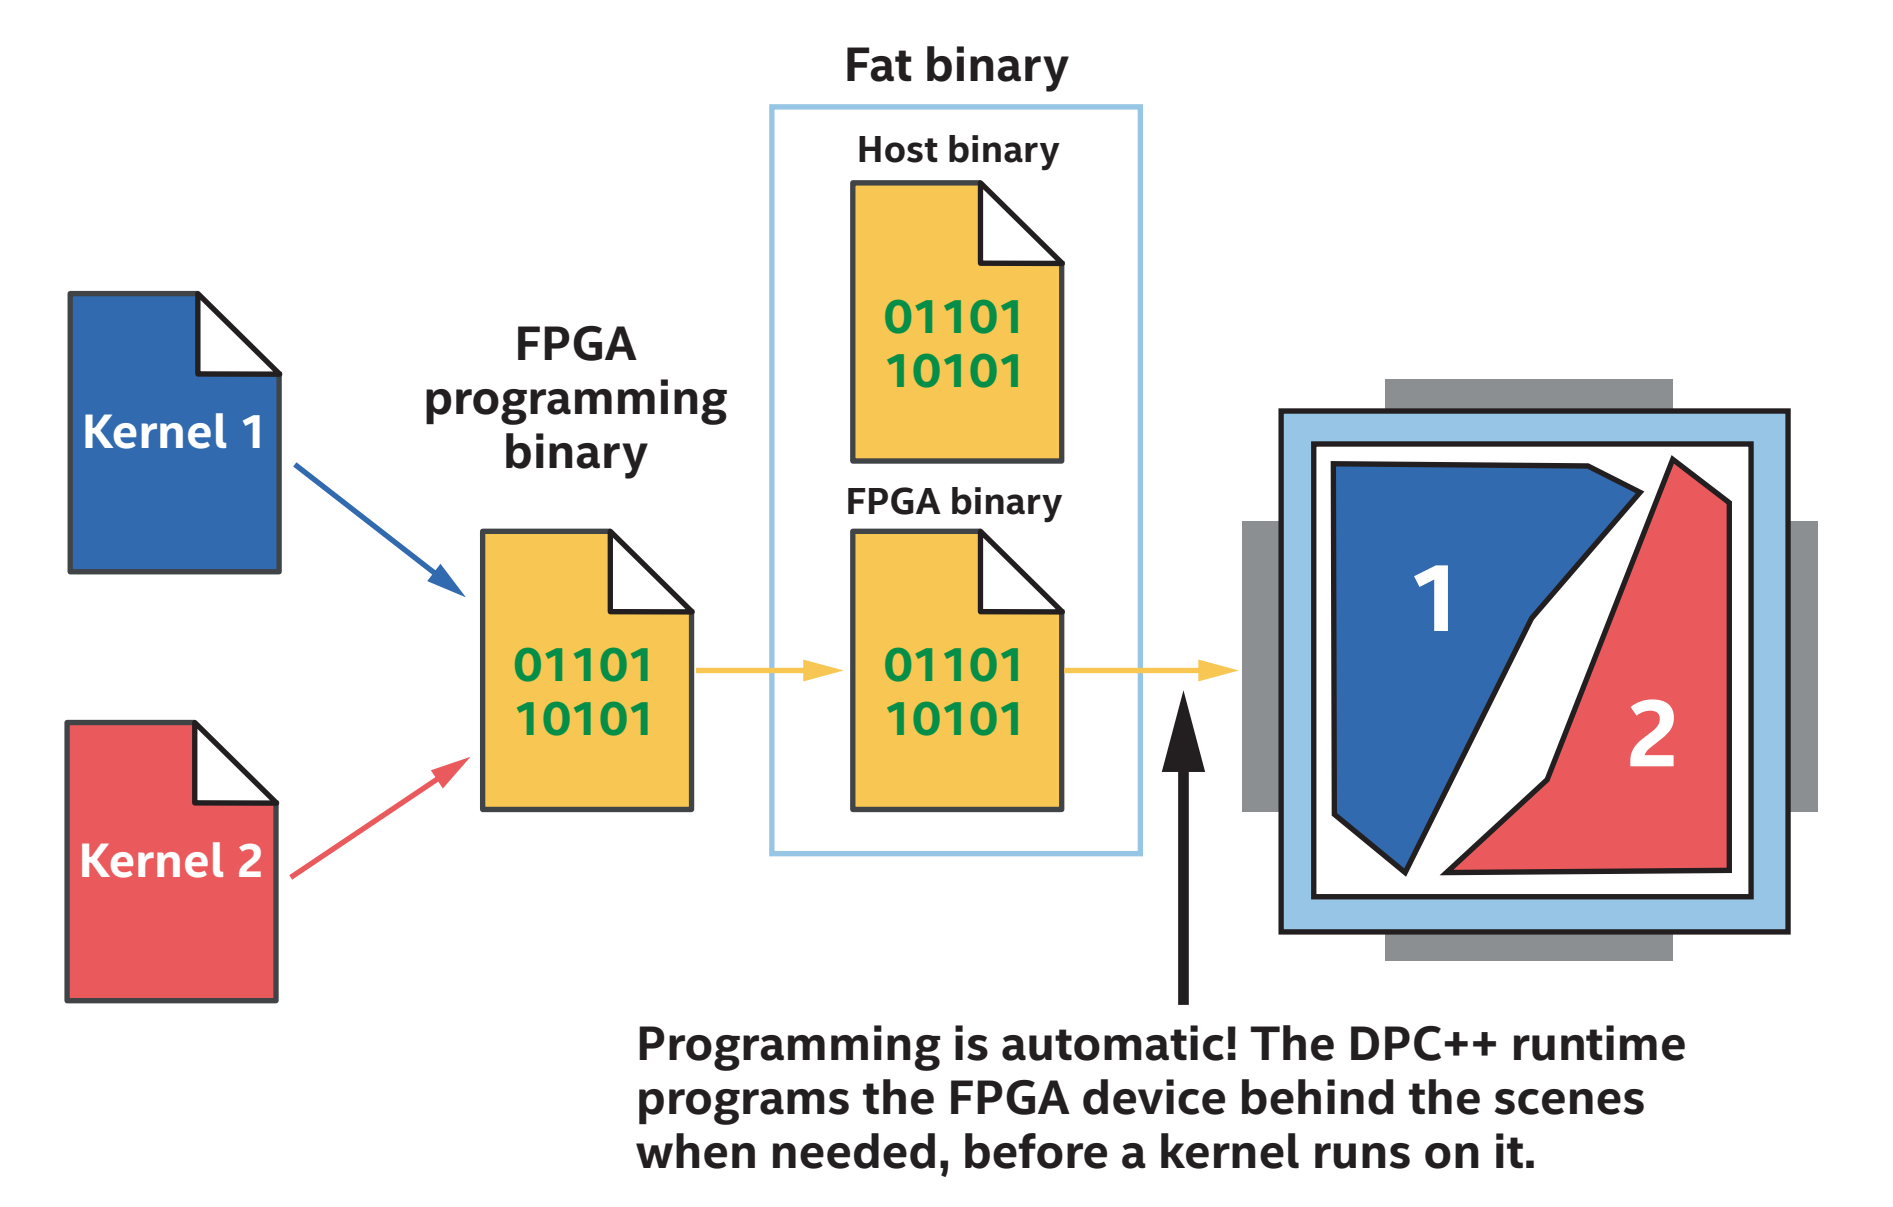 Fat binary
Host binary
01101
10101
Kernel 1
FPGA
programming
binary
FPGA binary
01101
10101
01101
10101
Kernel 2
1
2
Programming is automatic! The DPC++ runtime
programs the FPGA device behind the scenes
when needed, before a kernel runs on it.